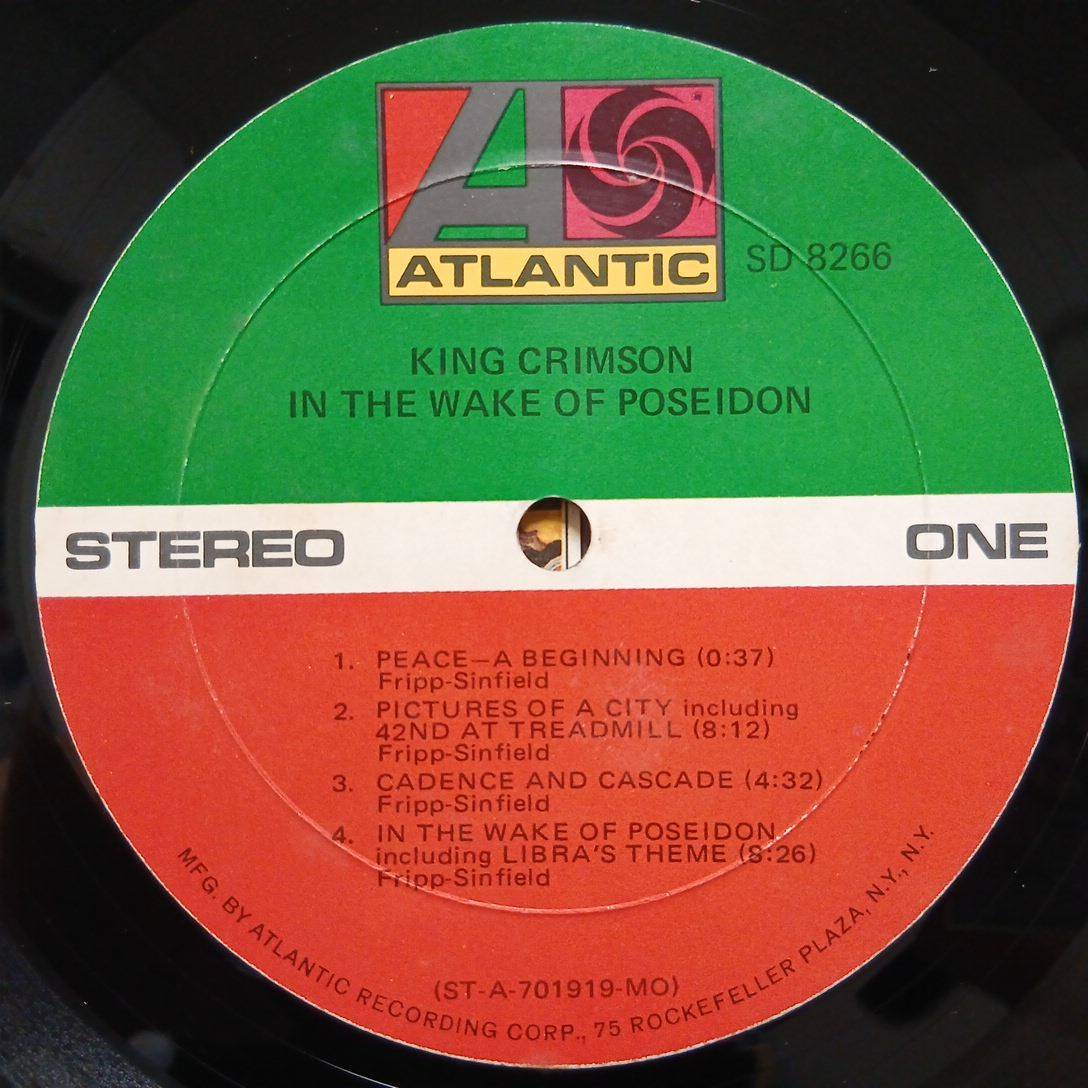 ATLANTIC
SD 8266
KING CRIMSON
IN THE WAKE OF POSEIDON
STEREO
ONE
1. PEACE—A BEGINNING (0:37)
Fripp-Sinfield
2. PICTURES OF A CITY including
42ND AT TREADMILL (8:12)
Fripp-Sinfield
3. CADENCE AND CASCADE (4:32)
Fripp-Sinfield
4. IN THE WAKE OF POSEIDON
including LIBRA'S THEME (8:26)
Fripp-Sinfield
(ST-A-701919-MO)
MFG. BY ATLANTIC RECORDING CORP., 75 ROCKEFELLER PLAZA, N.Y., N.Y.